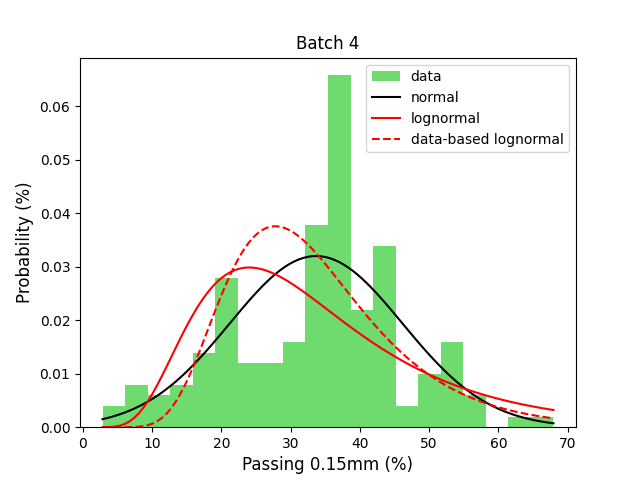 Batch 4
data
normal
lognormal
data-based lognormal
Probability (%)
0.06
0.05
0.04
0.03
0.02
0.01
0.00
0 10 20 30 40 50 60 70
Passing 0.15mm (%)